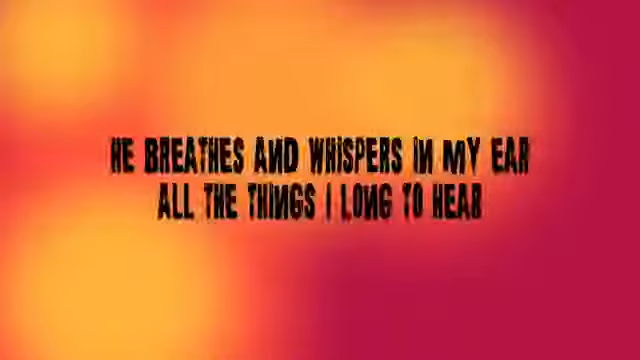 HE BREATHES AND WHISPERS IN MY EAR
ALL THE THINGS I LONG TO HEAR